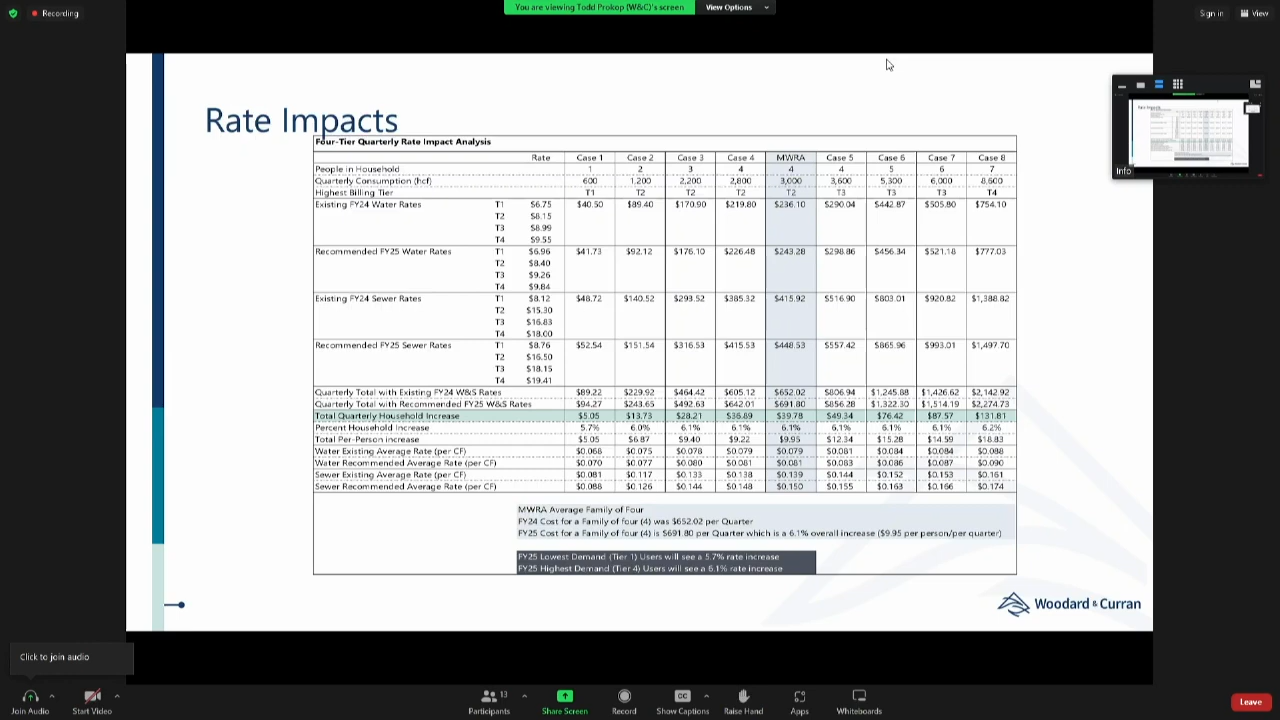 Recording
You are viewing Todd Prokop (W&C)'s screen
View Options
Sign in
View
Rate Impacts
Info
Four-Tier Quarterly Rate Impact Analysis
Rate Case 1 Case 2 Case 3 Case 4 MWRA Case 5 Case 6 Case 7 Case 8
People in Household 1 2 3 4 4 4 5 6 7
Quarterly Consumption (hcf) 600 1,200 2,200 2,800 3,000 3,600 5,300 6,000 8,600
Highest Billing Tier T1 T2 T2 T2 T2 T3 T3 T3 T4
Existing FY24 Water Rates T1 $6.75 $40.50 $89.40 $170.90 $219.80 $236.10 $290.04 $442.87 $505.80 $754.10
T2 $8.15
T3 $8.99
T4 $9.55
Recommended FY25 Water Rates T1 $6.96 $41.73 $92.12 $176.10 $226.48 $243.28 $298.86 $456.34 $521.18 $777.03
T2 $8.40
T3 $9.26
T4 $9.84
Existing FY24 Sewer Rates T1 $8.12 $48.72 $140.52 $293.52 $385.32 $415.92 $516.90 $803.01 $920.82 $1,388.82
T2 $15.30
T3 $16.83
T4 $18.00
Recommended FY25 Sewer Rates T1 $8.76 $52.54 $151.54 $316.53 $415.53 $448.53 $557.42 $865.96 $993.01 $1,497.70
T2 $16.50
T3 $18.15
T4 $19.41
Quarterly Total with Existing FY24 W&S Rates $89.22 $229.92 $464.42 $605.12 $652.02 $806.94 $1,245.88 $1,426.62 $2,142.92
Quarterly Total with Recommended FY25 W&S Rates $94.27 $243.65 $492.63 $642.01 $691.80 $856.28 $1,322.30 $1,514.19 $2,274.73
Total Quarterly Household Increase $5.05 $13.73 $28.21 $36.89 $39.78 $49.34 $76.42 $87.57 $131.81
Percent Household Increase 5.7% 6.0% 6.1% 6.1% 6.1% 6.1% 6.1% 6.1% 6.2%
Total Per-Person increase $5.05 $6.87 $9.40 $9.22 $9.95 $12.34 $15.28 $14.59 $18.83
Water Existing Average Rate (per CF) $0.068 $0.075 $0.078 $0.079 $0.079 $0.081 $0.084 $0.084 $0.088
Water Recommended Average Rate (per CF) $0.070 $0.077 $0.080 $0.081 $0.081 $0.083 $0.086 $0.087 $0.090
Sewer Existing Average Rate (per CF) $0.081 $0.117 $0.133 $0.138 $0.139 $0.144 $0.152 $0.153 $0.161
Sewer Recommended Average Rate (per CF) $0.088 $0.126 $0.144 $0.148 $0.150 $0.155 $0.163 $0.166 $0.174
MWRA Average Family of Four
FY24 Cost for a Family of four (4) was $652.02 per Quarter
FY25 Cost for a Family of four (4) is $691.80 per Quarter which is a 6.1% overall increase ($9.95 per person/per quarter)
FY25 Lowest Demand (Tier 1) Users will see a 5.7% rate increase
FY25 Highest Demand (Tier 4) Users will see a 6.1% rate increase
Woodard & Curran
Click to join audio
Join Audio
Start Video
Participants 13
Share Screen
Record
CC
Show Captions
Raise Hand
Apps
Whiteboards
Leave